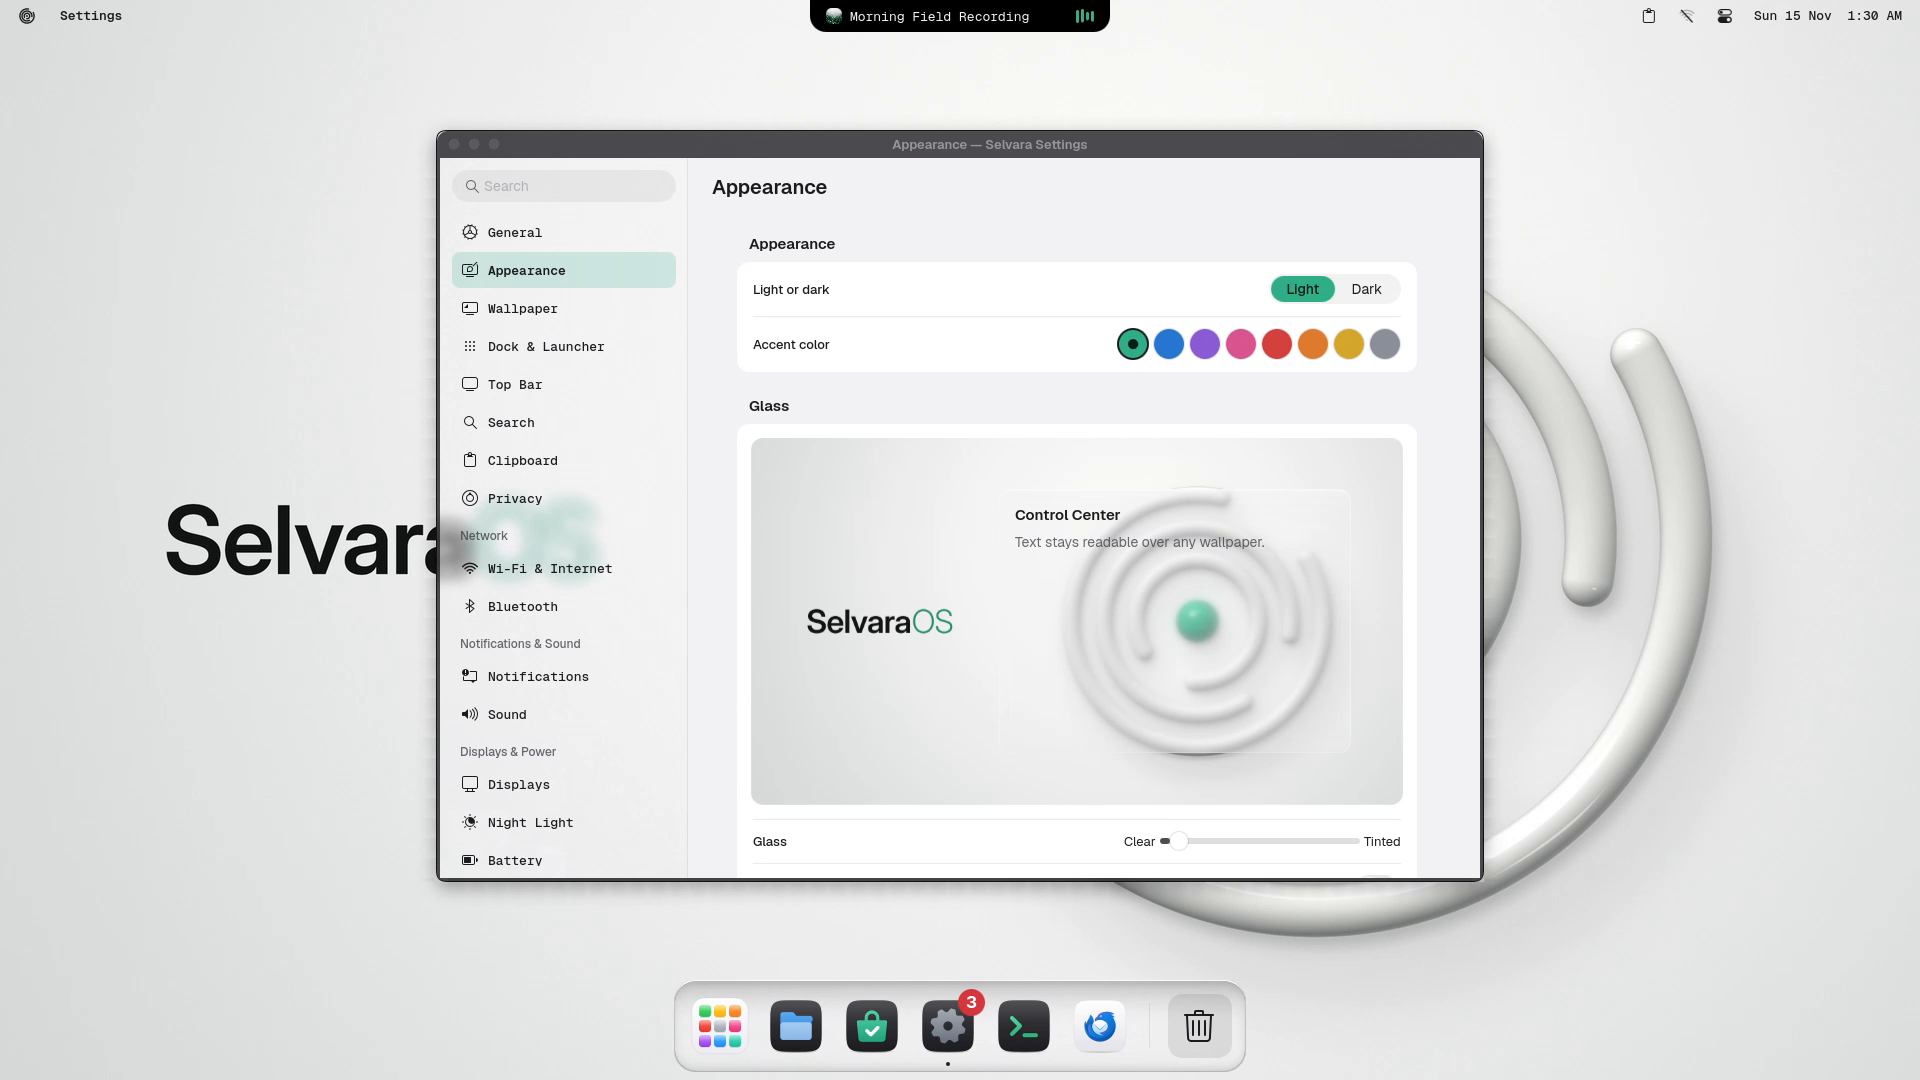 Settings
Morning Field Recording
Sun 15 Nov 1:30 AM
Appearance — Selvara Settings
Search
General
Appearance
Wallpaper
Dock & Launcher
Top Bar
Search
Clipboard
Privacy
Network
Wi-Fi & Internet
Bluetooth
Notifications & Sound
Notifications
Sound
Displays & Power
Displays
Night Light
Battery
Appearance
Appearance
Light or dark
Light
Dark
Accent color
Glass
Control Center
Text stays readable over any wallpaper.
SelvaraOS
Glass
Clear
Tinted
SelvaraOS
3